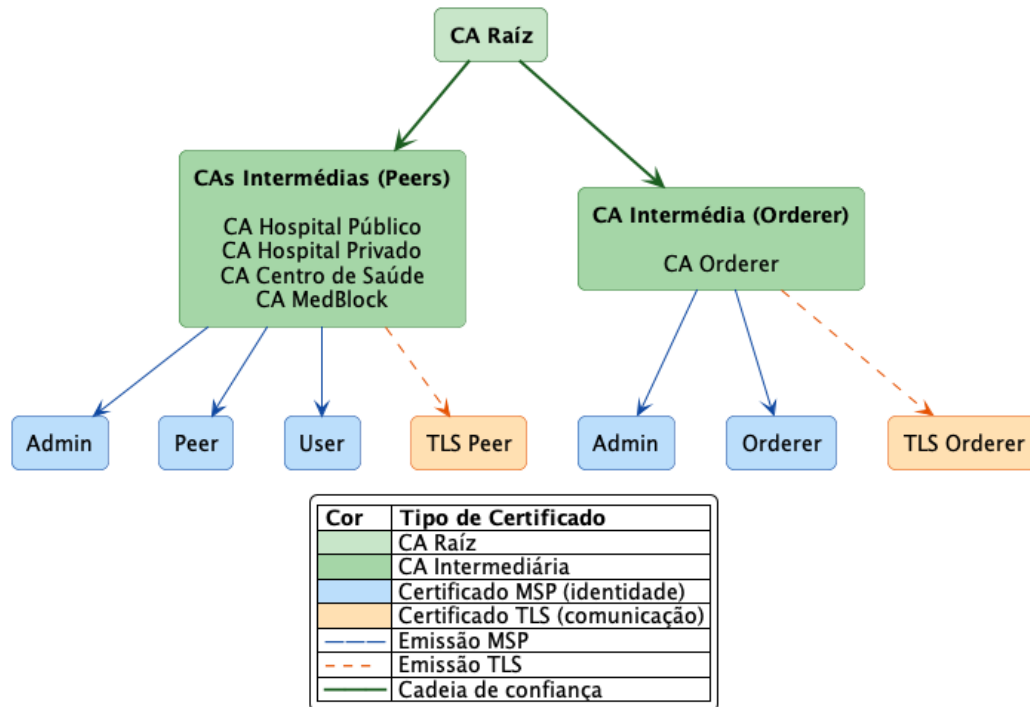 CA Raíz
CAs Intermédias (Peers)
CA Hospital Público
CA Hospital Privado
CA Centro de Saúde
CA MedBlock
CA Intermédia (Orderer)
CA Orderer
Admin
Peer
User
TLS Peer
Admin
Orderer
TLS Orderer
Cor Tipo de Certificado
CA Raíz
CA Intermediária
Certificado MSP (identidade)
Certificado TLS (comunicação)
Emissão MSP
Emissão TLS
Cadeia de confiança